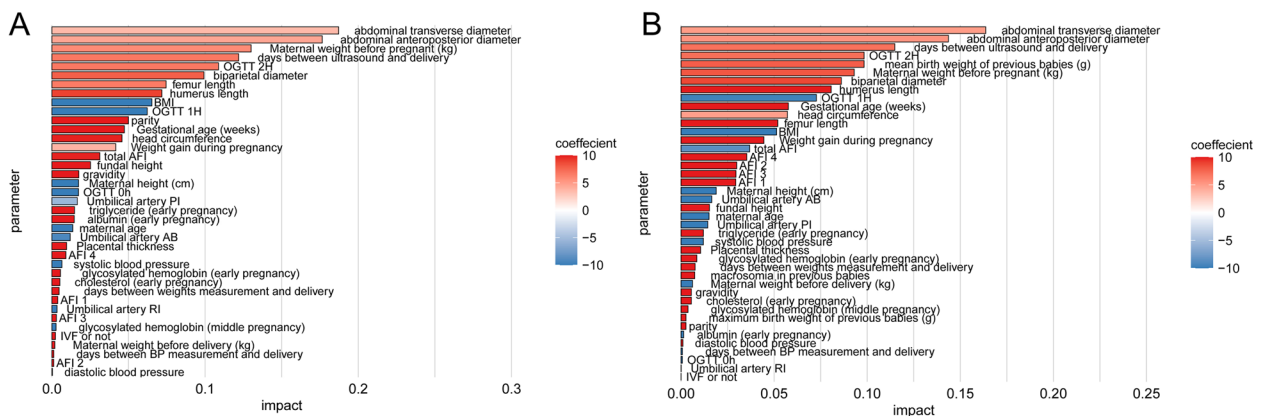 A
abdominal transverse diameter
abdominal anteroposterior diameter
Maternal weight before pregnant (kg)
days between ultrasound and delivery
OGTT 2H
biparietal diameter
femur length
humerus length
BMI
OGTT 1H
parity
Gestational age (weeks)
head circumference
Weight gain during pregnancy
total AFI
fundal height
gravidity
Maternal height (cm)
OGTT 0h
Umbilical artery PI
triglyceride (early pregnancy)
albumin (early pregnancy)
maternal age
Umbilical artery AB
Placental thickness
AFI 4
systolic blood pressure
glycosylated hemoglobin (early pregnancy)
cholesterol (early pregnancy)
days between weights measurement and delivery
AFI 1
Umbilical artery RI
AFI 3
glycosylated hemoglobin (middle pregnancy)
IVF or not
Maternal weight before delivery (kg)
days between BP measurement and delivery
AFI 2
diastolic blood pressure
parameter
0.0 0.1 0.2 0.3
impact
coeffecient
10
5
0
−5
−10
B
abdominal transverse diameter
abdominal anteroposterior diameter
days between ultrasound and delivery
OGTT 2H
mean birth weight of previous babies (g)
Maternal weight before pregnant (kg)
biparietal diameter
humerus length
OGTT 1H
Gestational age (weeks)
head circumference
femur length
BMI
Weight gain during pregnancy
total AFI
AFI 4
AFI 2
AFI 3
AFI 1
Maternal height (cm)
Umbilical artery AB
fundal height
maternal age
Umbilical artery PI
triglyceride (early pregnancy)
systolic blood pressure
Placental thickness
glycosylated hemoglobin (early pregnancy)
days between weights measurement and delivery
macrosomia in previous babies
Maternal weight before delivery (kg)
gravidity
cholesterol (early pregnancy)
glycosylated hemoglobin (middle pregnancy)
maximum birth weight of previous babies (g)
parity
albumin (early pregnancy)
diastolic blood pressure
days between BP measurement and delivery
OGTT 0h
Umbilical artery RI
IVF or not
parameter
0.00 0.05 0.10 0.15 0.20 0.25
impact
coeffecient
10
5
0
−5
−10